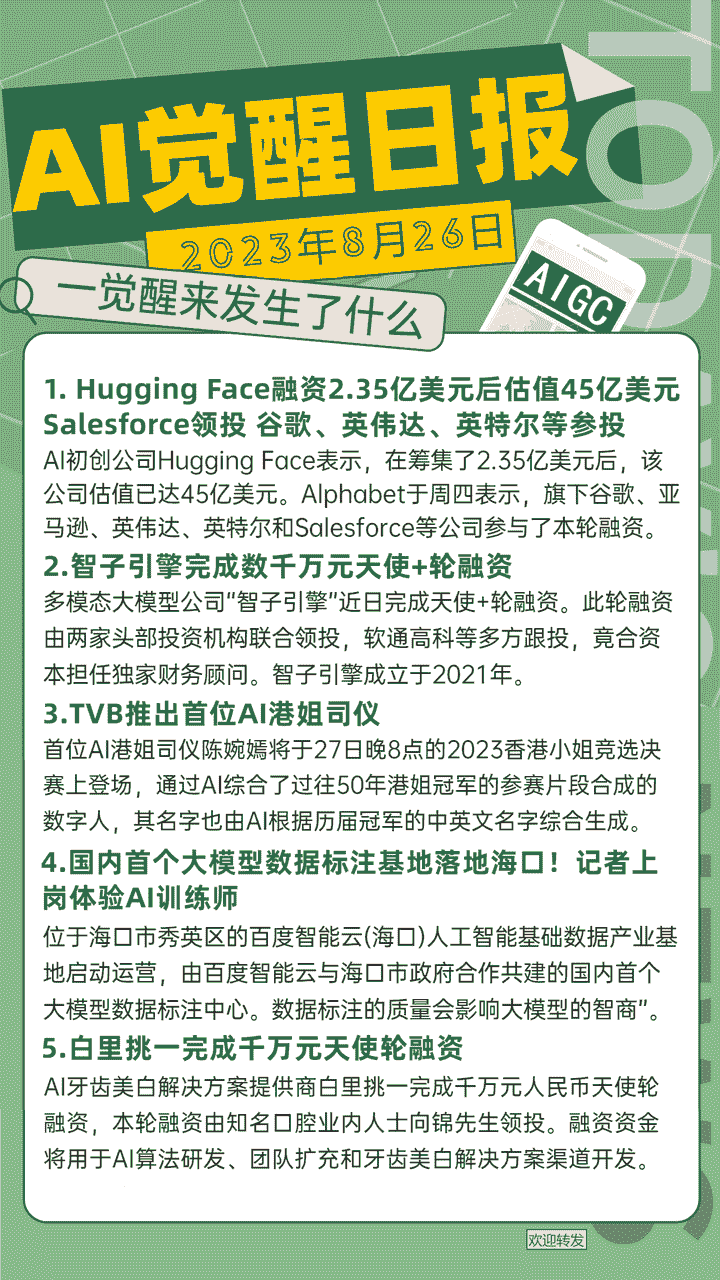 AI觉醒日报
2023年8月26日
一觉醒来发生了什么
AIGC
1. Hugging Face融资2.35亿美元后估值45亿美元
Salesforce领投 谷歌、英伟达、英特尔等参投
AI初创公司Hugging Face表示，在筹集了2.35亿美元后，该
公司估值已达45亿美元。Alphabet于周四表示，旗下谷歌、亚
马逊、英伟达、英特尔和Salesforce等公司参与了本轮融资。
2.智子引擎完成数千万元天使+轮融资
多模态大模型公司“智子引擎”近日完成天使+轮融资。此轮融资
由两家头部投资机构联合领投，软通高科等多方跟投，竟合资
本担任独家财务顾问。智子引擎成立于2021年。
3.TVB推出首位AI港姐司仪
首位AI港姐司仪陈婉嫣将于27日晚8点的2023香港小姐竞选决
赛上登场，通过AI综合了过往50年港姐冠军的参赛片段合成的
数字人，其名字也由AI根据历届冠军的中英文名字综合生成。
4.国内首个大模型数据标注基地落地海口！记者上
岗体验AI训练师
位于海口市秀英区的百度智能云(海口)人工智能基础数据产业基
地启动运营，由百度智能云与海口市政府合作共建的国内首个
大模型数据标注中心。数据标注的质量会影响大模型的智商”。
5.白里挑一完成千万元天使轮融资
AI牙齿美白解决方案提供商白里挑一完成千万元人民币天使轮
融资，本轮融资由知名口腔业内人士向锦先生领投。融资资金
将用于AI算法研发、团队扩充和牙齿美白解决方案渠道开发。
欢迎转发